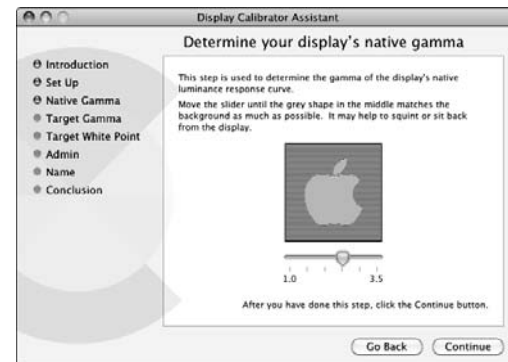 Display Calibrator Assistant
Determine your display's native gamma
Introduction
Set Up
Native Gamma
Target Gamma
Target White Point
Admin
Name
Conclusion
This step is used to determine the gamma of the display's native
luminance response curve.
Move the slider until the grey shape in the middle matches the
background as much as possible. It may help to squint or sit back
from the display.
1.0 3.5
After you have done this step, click the Continue button.
Go Back Continue